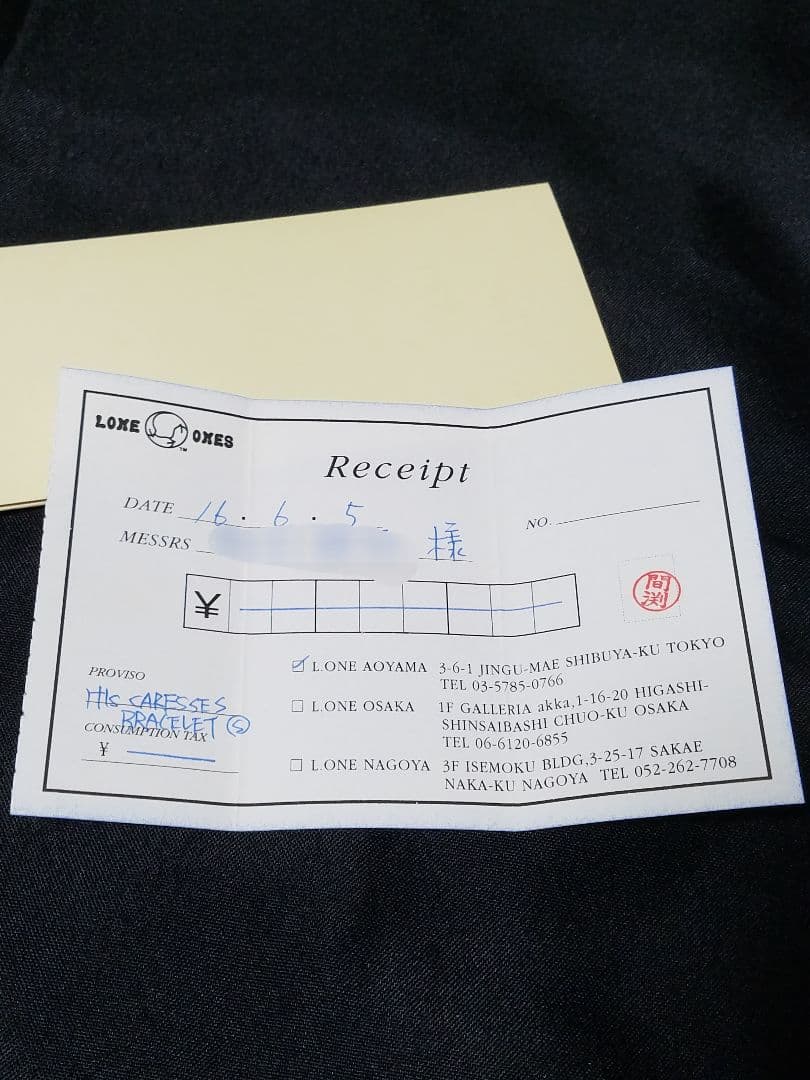 LONE ONES
TM
Receipt
DATE 16.6.5
NO.
MESSRS 様
¥
間渕
PROVISO
HIS CARESSES
BRACELET Ⓢ
CONSUMPTION TAX
¥
☑ L.ONE AOYAMA 3-6-1 JINGU-MAE SHIBUYA-KU TOKYO
TEL 03-5785-0766
☐ L.ONE OSAKA 1F GALLERIA akka,1-16-20 HIGASHI-
SHINSAIBASHI CHUO-KU OSAKA
TEL 06-6120-6855
☐ L.ONE NAGOYA 3F ISEMOKU BLDG,3-25-17 SAKAE
NAKA-KU NAGOYA TEL 052-262-7708